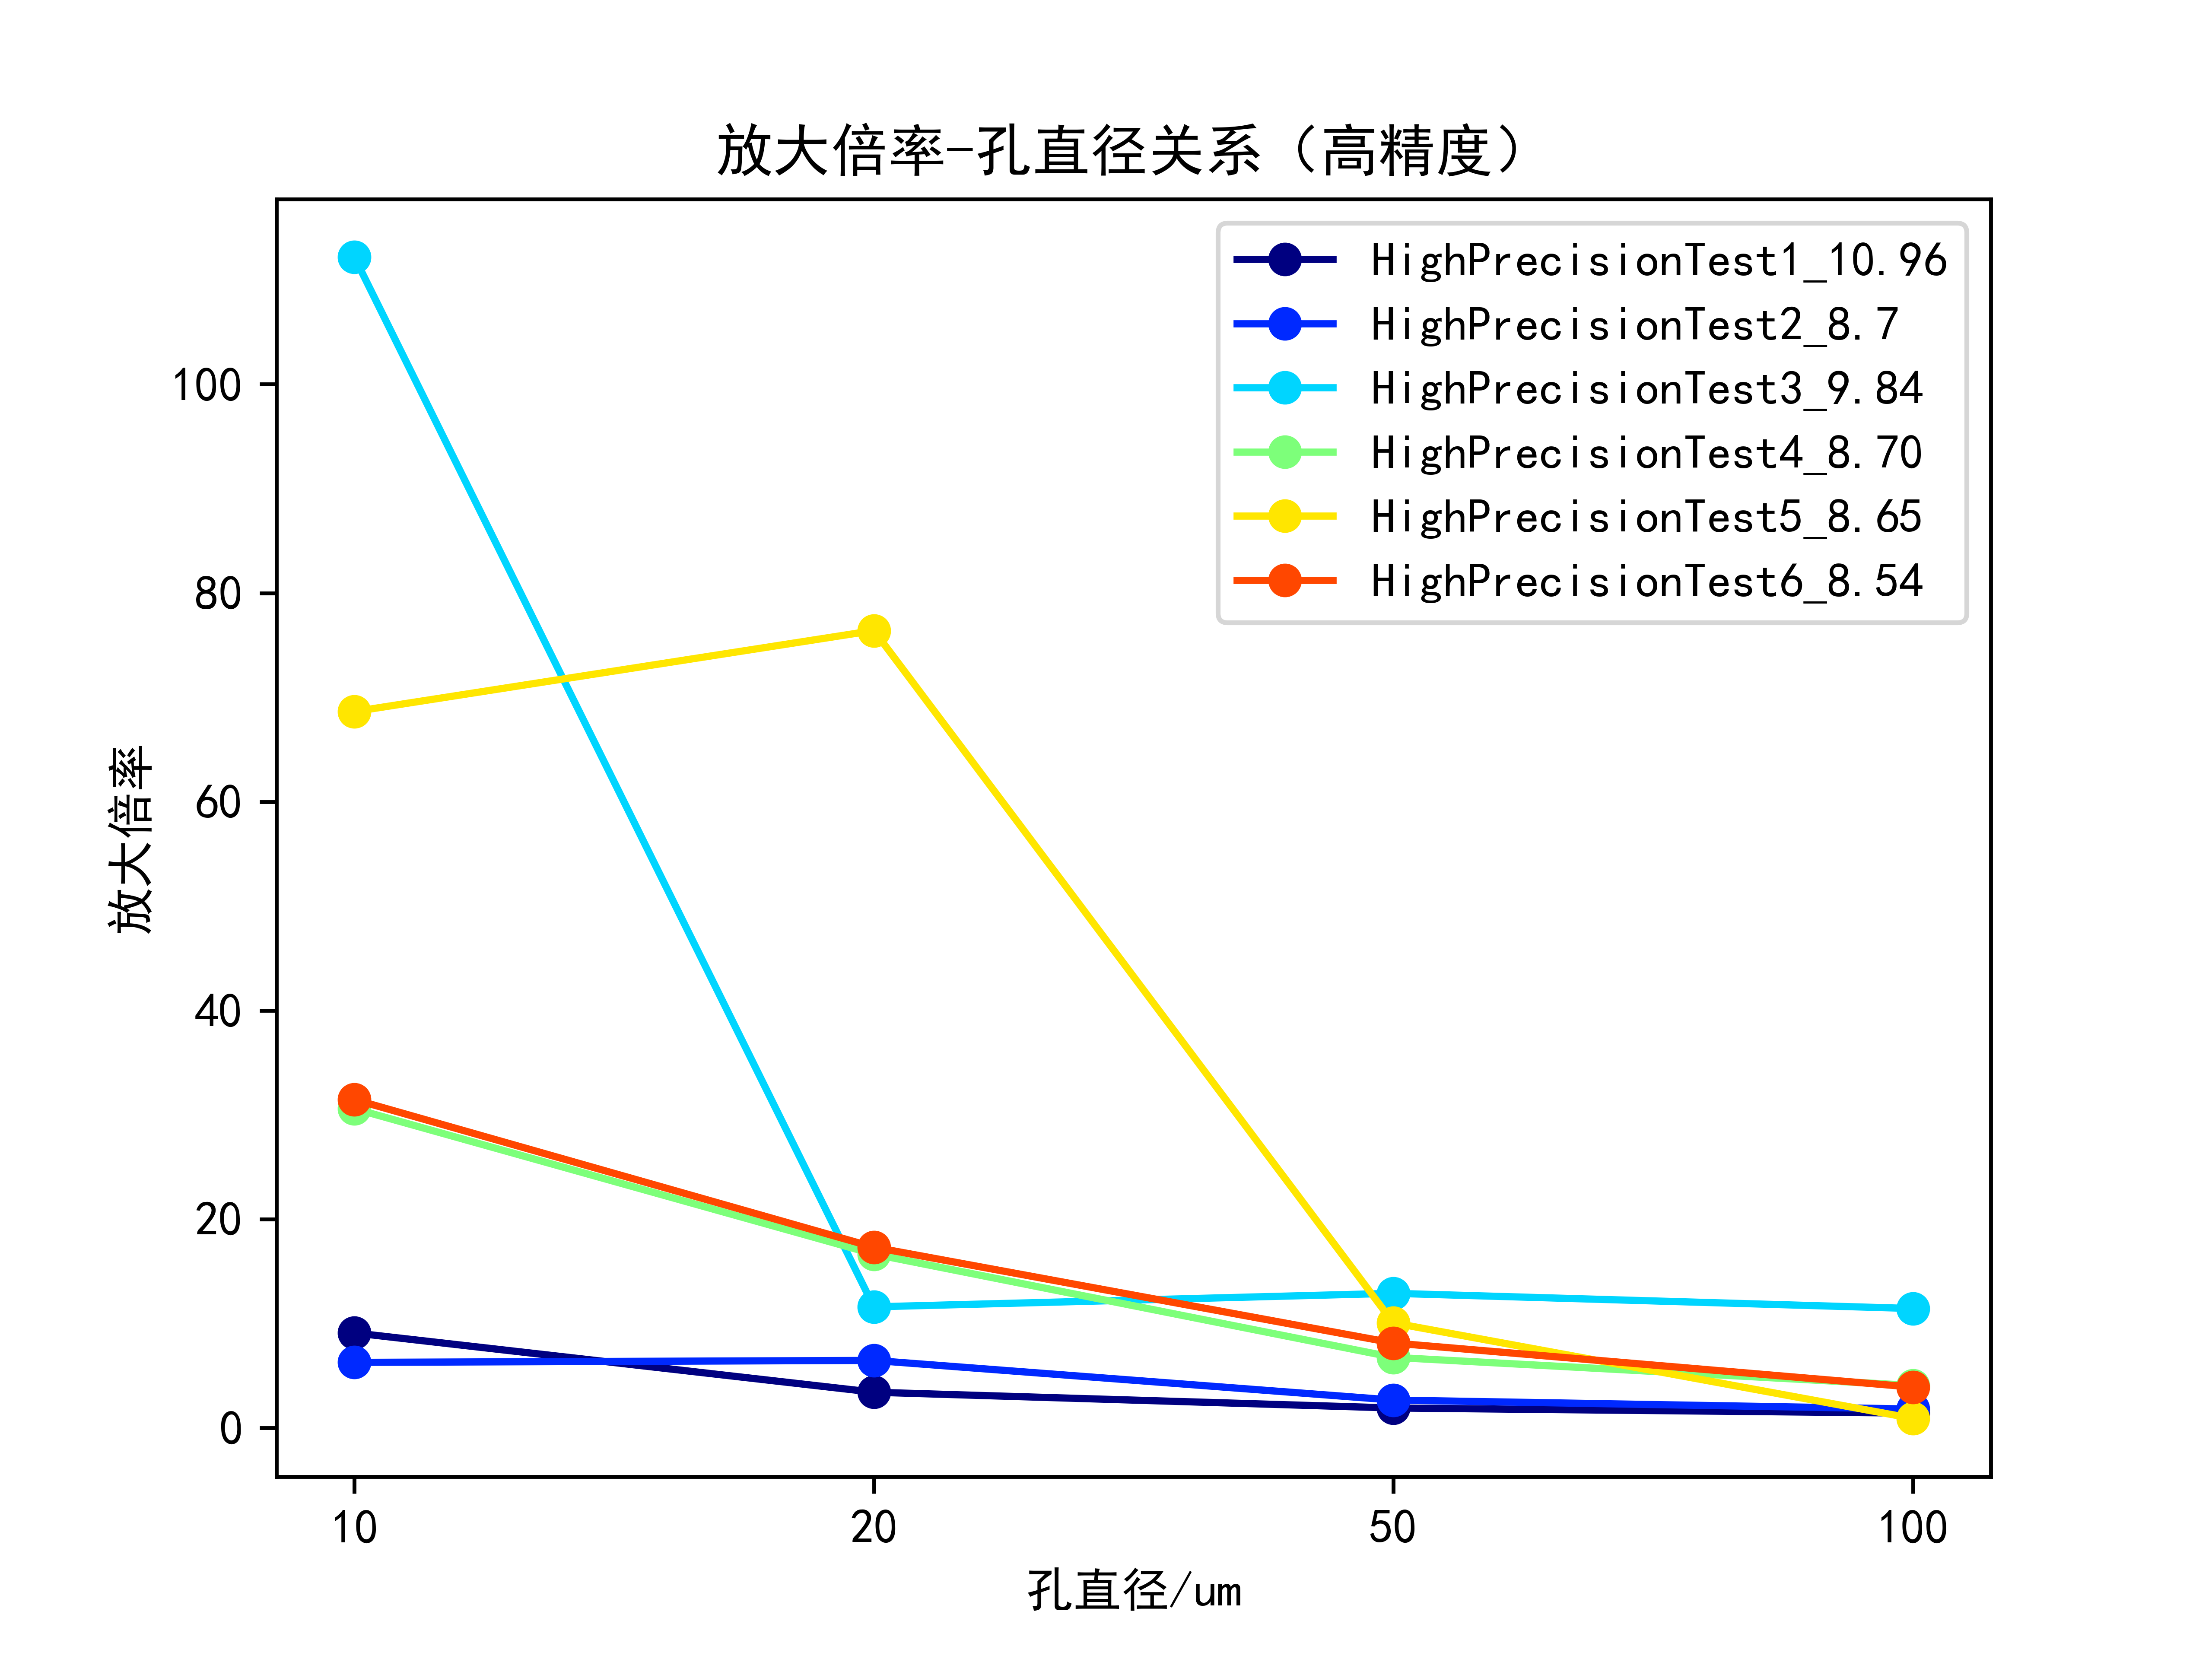 放大倍率-孔直径关系（高精度）
HighPrecisionTest1_10.96
HighPrecisionTest2_8.7
HighPrecisionTest3_9.84
HighPrecisionTest4_8.70
HighPrecisionTest5_8.65
HighPrecisionTest6_8.54
放大倍率
100
80
60
40
20
0
10 20 50 100
孔直径/um